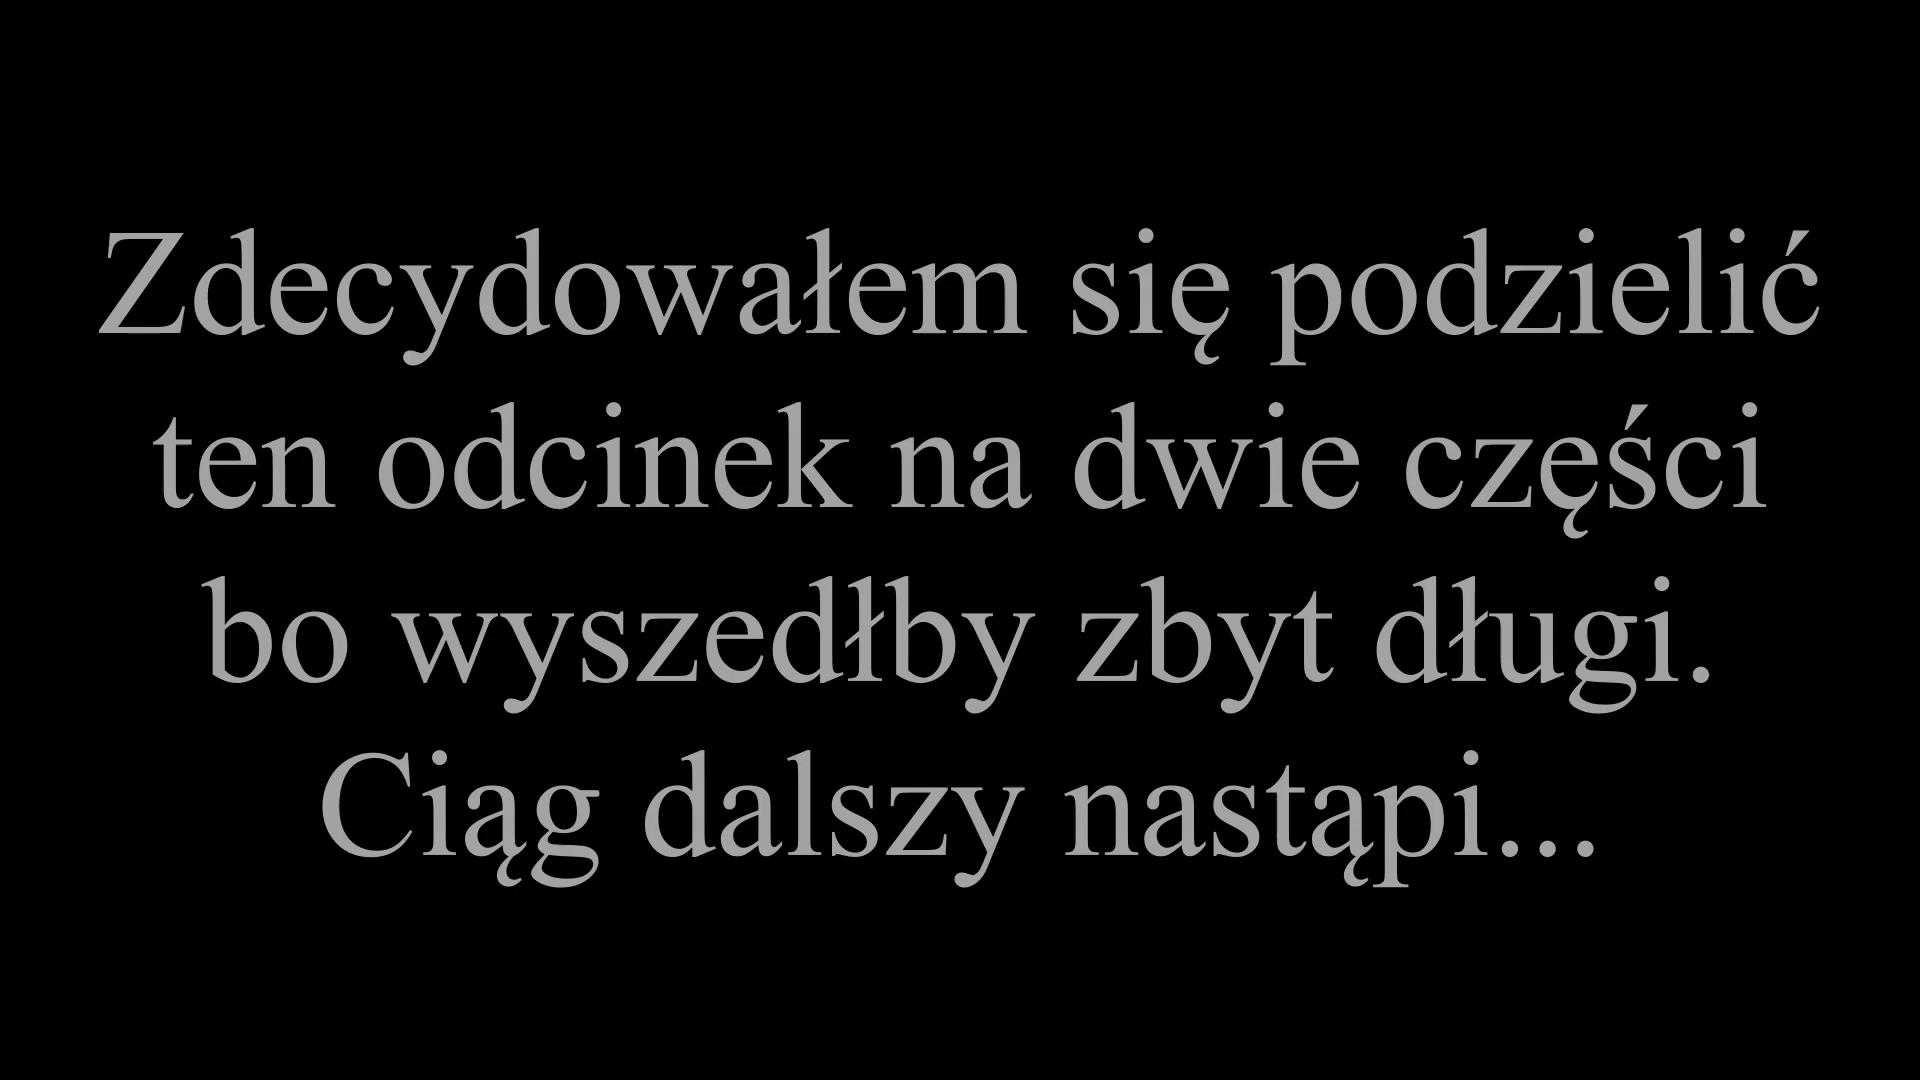 Zdecydowałem się podzielić
ten odcinek na dwie części
bo wyszedłby zbyt długi.
Ciąg dalszy nastąpi...